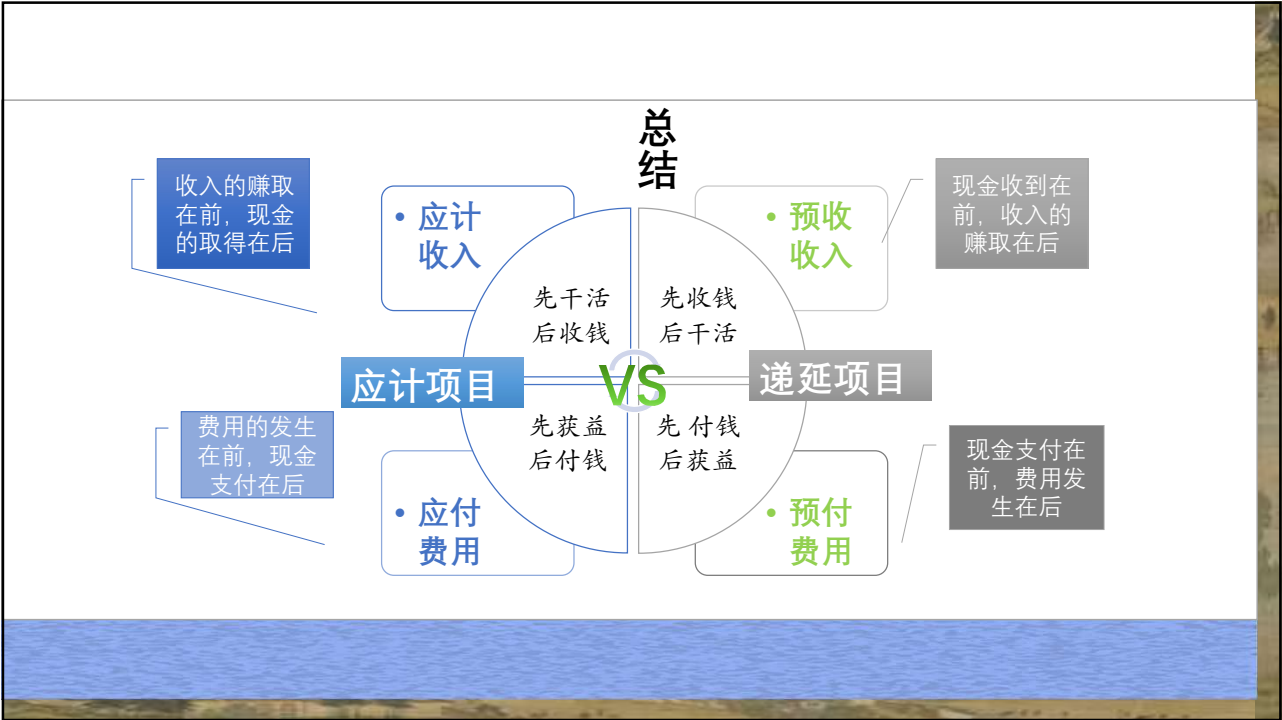 总
结
收入的赚取
在前，现金
的取得在后
• 应计
收入
• 预收
收入
现金收到在
前，收入的
赚取在后
先干活
后收钱
先收钱
后干活
应计项目
VS
递延项目
费用的发生
在前，现金
支付在后
先获益
后付钱
先 付钱
后获益
现金支付在
前，费用发
生在后
• 应付
费用
• 预付
费用